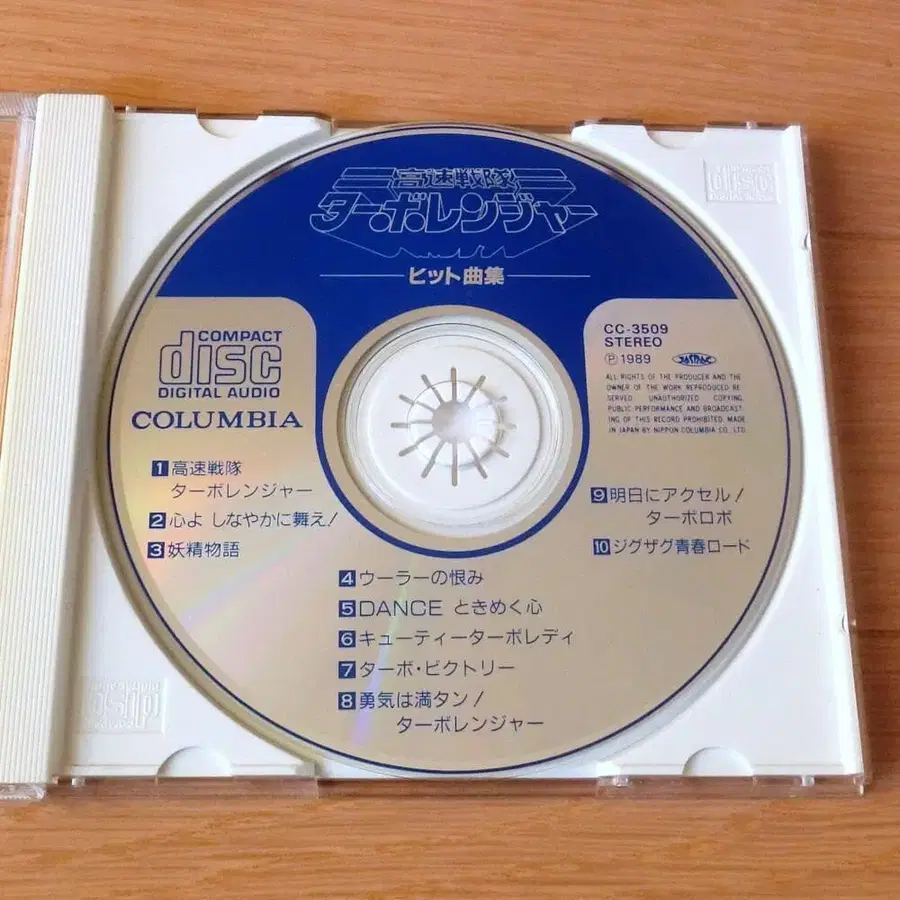 高速戦隊
ターボレンジャー
ヒット曲集
COMPACT
disc
DIGITAL AUDIO
COLUMBIA
CC-3509
STEREO
Ⓟ 1989 JASRAC
ALL RIGHTS OF THE PRODUCER AND THE
OWNER OF THE WORK REPRODUCED RE-
SERVED. UNAUTHORIZED COPYING,
PUBLIC PERFORMANCE AND BROADCAST-
ING OF THIS RECORD PROHIBITED. MADE
IN JAPAN BY NIPPON COLUMBIA CO., LTD.
1 高速戦隊
ターボレンジャー
2 心よ しなやかに舞え!
3 妖精物語
4 ウーラーの恨み
5 DANCE ときめく心
6 キューティーターボレディ
7 ターボ・ビクトリー
8 勇気は満タン!
ターボレンジャー
9 明日にアクセル!
ターボロボ
10 ジグザグ青春ロード
disc
disc